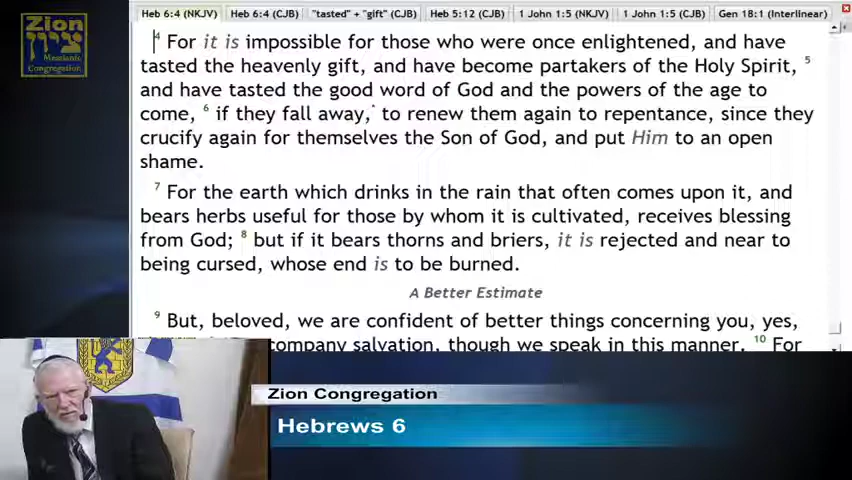 Heb 6:4 (NKJV) Heb 6:4 (CJB) "tasted" + "gift" (CJB) Heb 5:12 (CJB) 1 John 1:5 (NKJV) 1 John 1:5 (CJB) Gen 18:1 (Interlinear)
Zion
ציון
Messianic
Congregation
4 For it is impossible for those who were once enlightened, and have
tasted the heavenly gift, and have become partakers of the Holy Spirit, 5
and have tasted the good word of God and the powers of the age to
come, 6 if they fall away,* to renew them again to repentance, since they
crucify again for themselves the Son of God, and put Him to an open
shame.
7 For the earth which drinks in the rain that often comes upon it, and
bears herbs useful for those by whom it is cultivated, receives blessing
from God; 8 but if it bears thorns and briers, it is rejected and near to
being cursed, whose end is to be burned.
A Better Estimate
9 But, beloved, we are confident of better things concerning you, yes,
company salvation, though we speak in this manner. 10 For
Zion Congregation
Hebrews 6